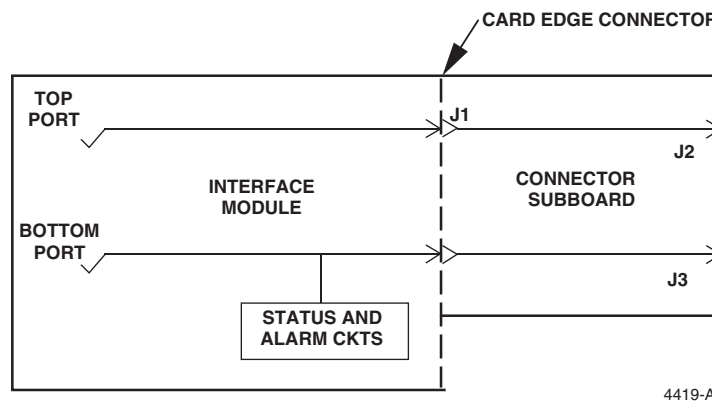 CARD EDGE CONNECTOR
TOP
PORT
J1
J2
INTERFACE
MODULE
CONNECTOR
SUBBOARD
BOTTOM
PORT
J3
STATUS AND
ALARM CKTS
4419-A